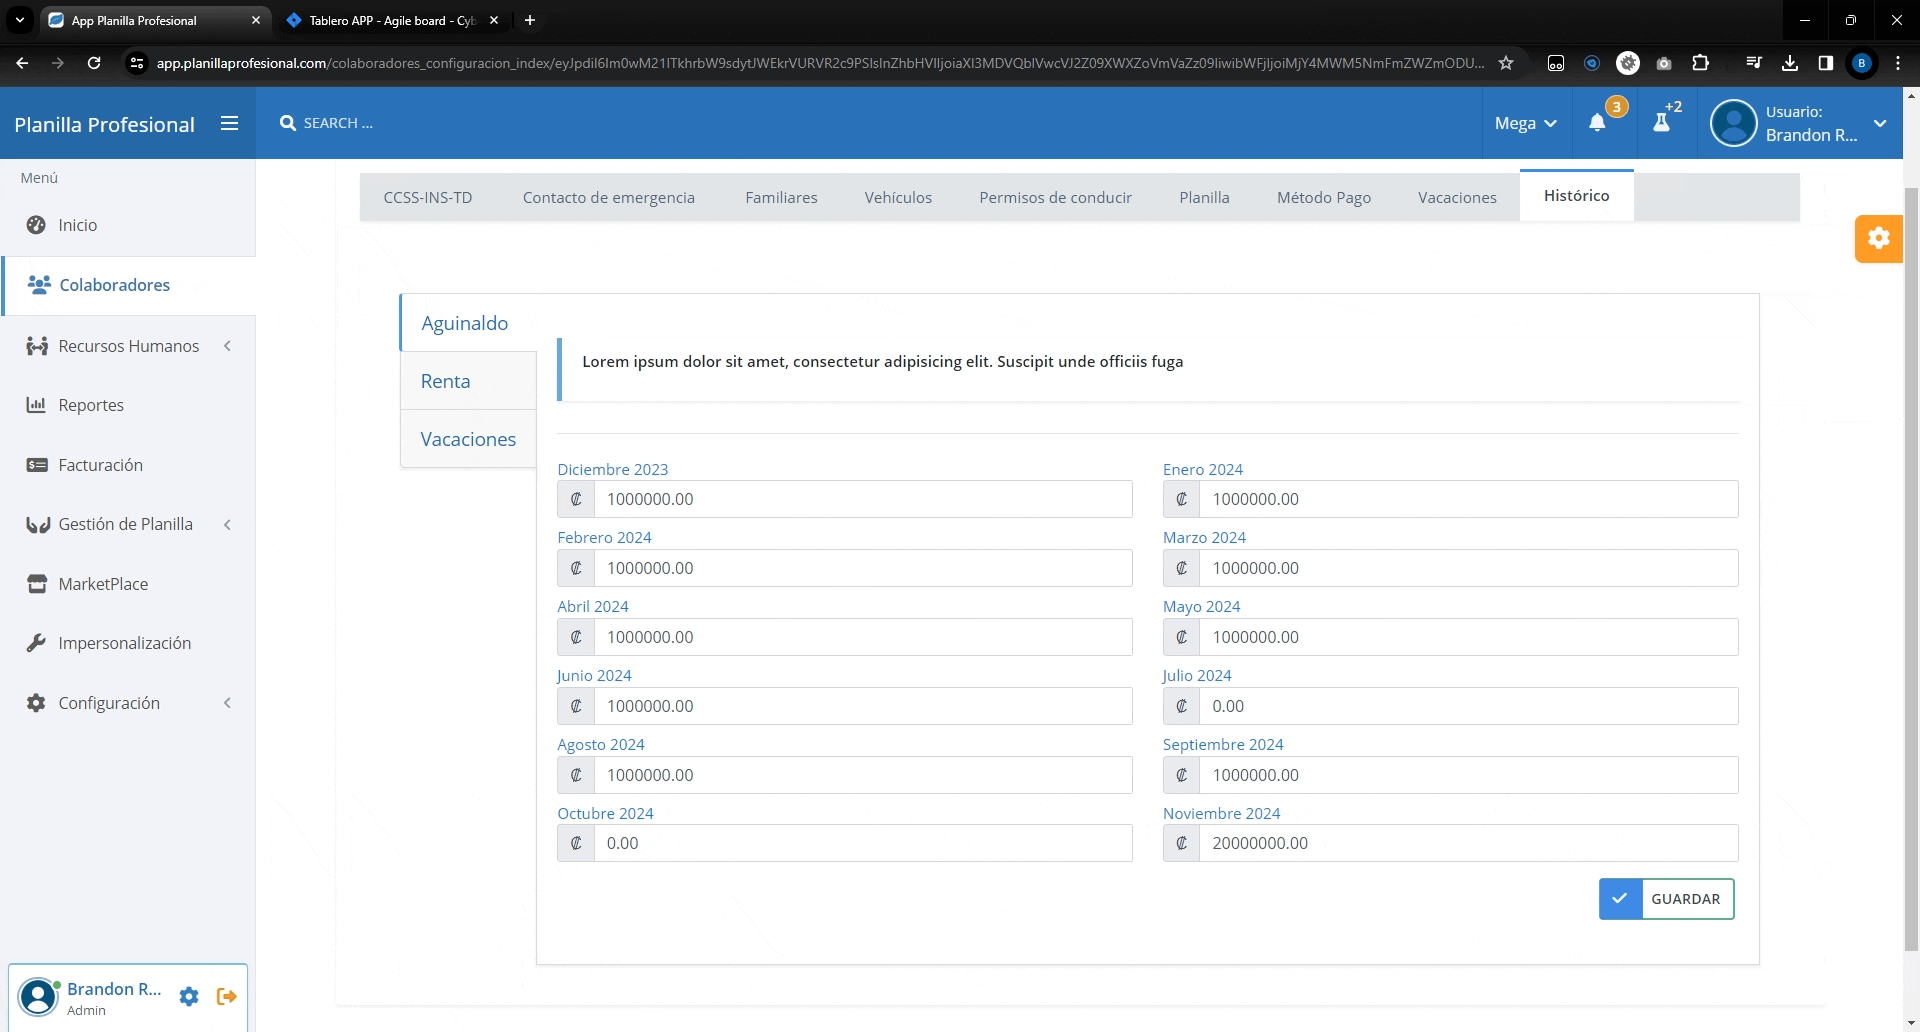 App Planilla Profesional
Tablero APP - Agile board - Cyb
app.planillaprofesional.com/colaboradores_configuracion_index/
Planilla Profesional
SEARCH ...
Mega
3
+2
Usuario:
Brandon R...
B
Menú
Inicio
Colaboradores
Recursos Humanos
Reportes
Facturación
Gestión de Planilla
MarketPlace
Impersonalización
Configuración
Brandon R...
Admin
CCSS-INS-TD
Contacto de emergencia
Familiares
Vehículos
Permisos de conducir
Planilla
Método Pago
Vacaciones
Histórico
Aguinaldo
Renta
Vacaciones
Lorem ipsum dolor sit amet, consectetur adipisicing elit. Suscipit unde officiis fuga
Diciembre 2023
₡ 1000000.00
Enero 2024
₡ 1000000.00
Febrero 2024
₡ 1000000.00
Marzo 2024
₡ 1000000.00
Abril 2024
₡ 1000000.00
Mayo 2024
₡ 1000000.00
Junio 2024
₡ 1000000.00
Julio 2024
₡ 0.00
Agosto 2024
₡ 1000000.00
Septiembre 2024
₡ 1000000.00
Octubre 2024
₡ 0.00
Noviembre 2024
₡ 20000000.00
GUARDAR